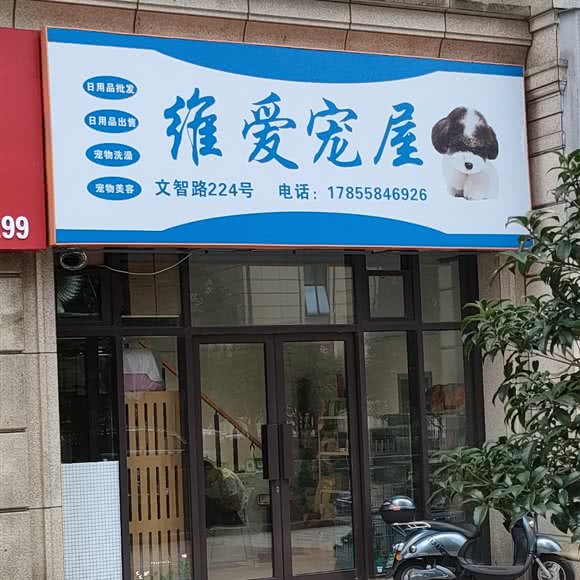 日用品批发
日用品出售
宠物洗澡
宠物美容
维爱宠屋
文智路224号 电话：17855846926
99